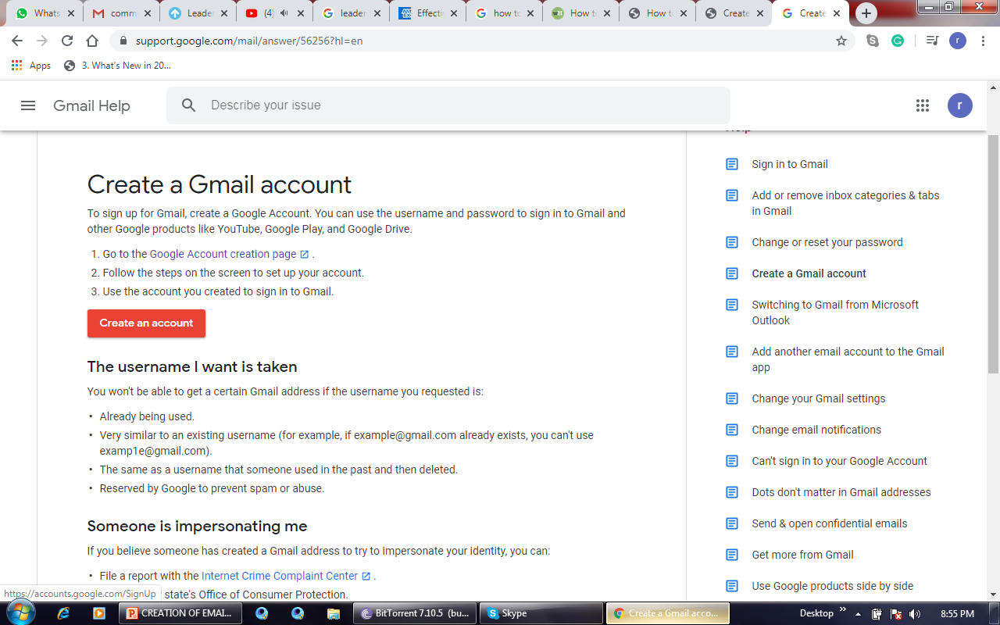 Whats
comm
Leader
(4)
leader
Effecti
how to
How to
How to
Create
Create
support.google.com/mail/answer/56256?hl=en
r
Apps
3. What's New in 20...
Gmail Help
Describe your issue
r
Create a Gmail account
To sign up for Gmail, create a Google Account. You can use the username and password to sign in to Gmail and
other Google products like YouTube, Google Play, and Google Drive.
1. Go to the Google Account creation page .
2. Follow the steps on the screen to set up your account.
3. Use the account you created to sign in to Gmail.
Create an account
The username I want is taken
You won't be able to get a certain Gmail address if the username you requested is:
• Already being used.
• Very similar to an existing username (for example, if example@gmail.com already exists, you can't use
examp1e@gmail.com).
• The same as a username that someone used in the past and then deleted.
• Reserved by Google to prevent spam or abuse.
Someone is impersonating me
If you believe someone has created a Gmail address to try to impersonate your identity, you can:
• File a report with the Internet Crime Complaint Center .
state's Office of Consumer Protection.
Help
Sign in to Gmail
Add or remove inbox categories & tabs
in Gmail
Change or reset your password
Create a Gmail account
Switching to Gmail from Microsoft
Outlook
Add another email account to the Gmail
app
Change your Gmail settings
Change email notifications
Can't sign in to your Google Account
Dots don't matter in Gmail addresses
Send & open confidential emails
Get more from Gmail
Use Google products side by side
https://accounts.google.com/SignUp
CREATION OF EMAI...
BitTorrent 7.10.5 (bu...
Skype
Create a Gmail acco...
Desktop
8:55 PM